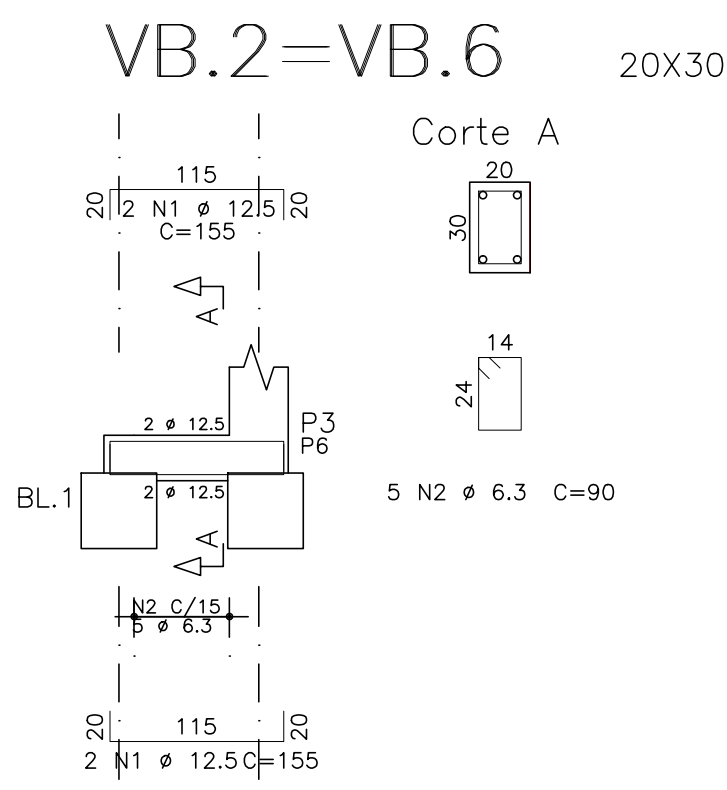 VB.2=VB.6 20X30
Corte A
20
30
115
20 2 N1 ø 12.5 20
C=155
A
14
24
2 ø 12.5
P3
P6
BL.1
2 ø 12.5
5 N2 ø 6.3 C=90
A
N2 C/15
5 ø 6.3
20 115 20
2 N1 ø 12.5 C=155